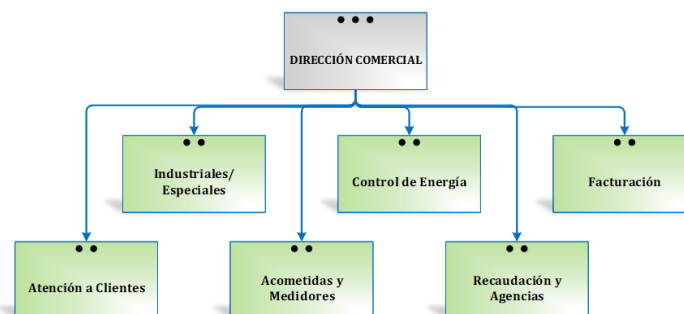 DIRECCIÓN COMERCIAL
Industriales/
Especiales
Control de Energía
Facturación
Atención a Clientes
Acometidas y
Medidores
Recaudación y
Agencias